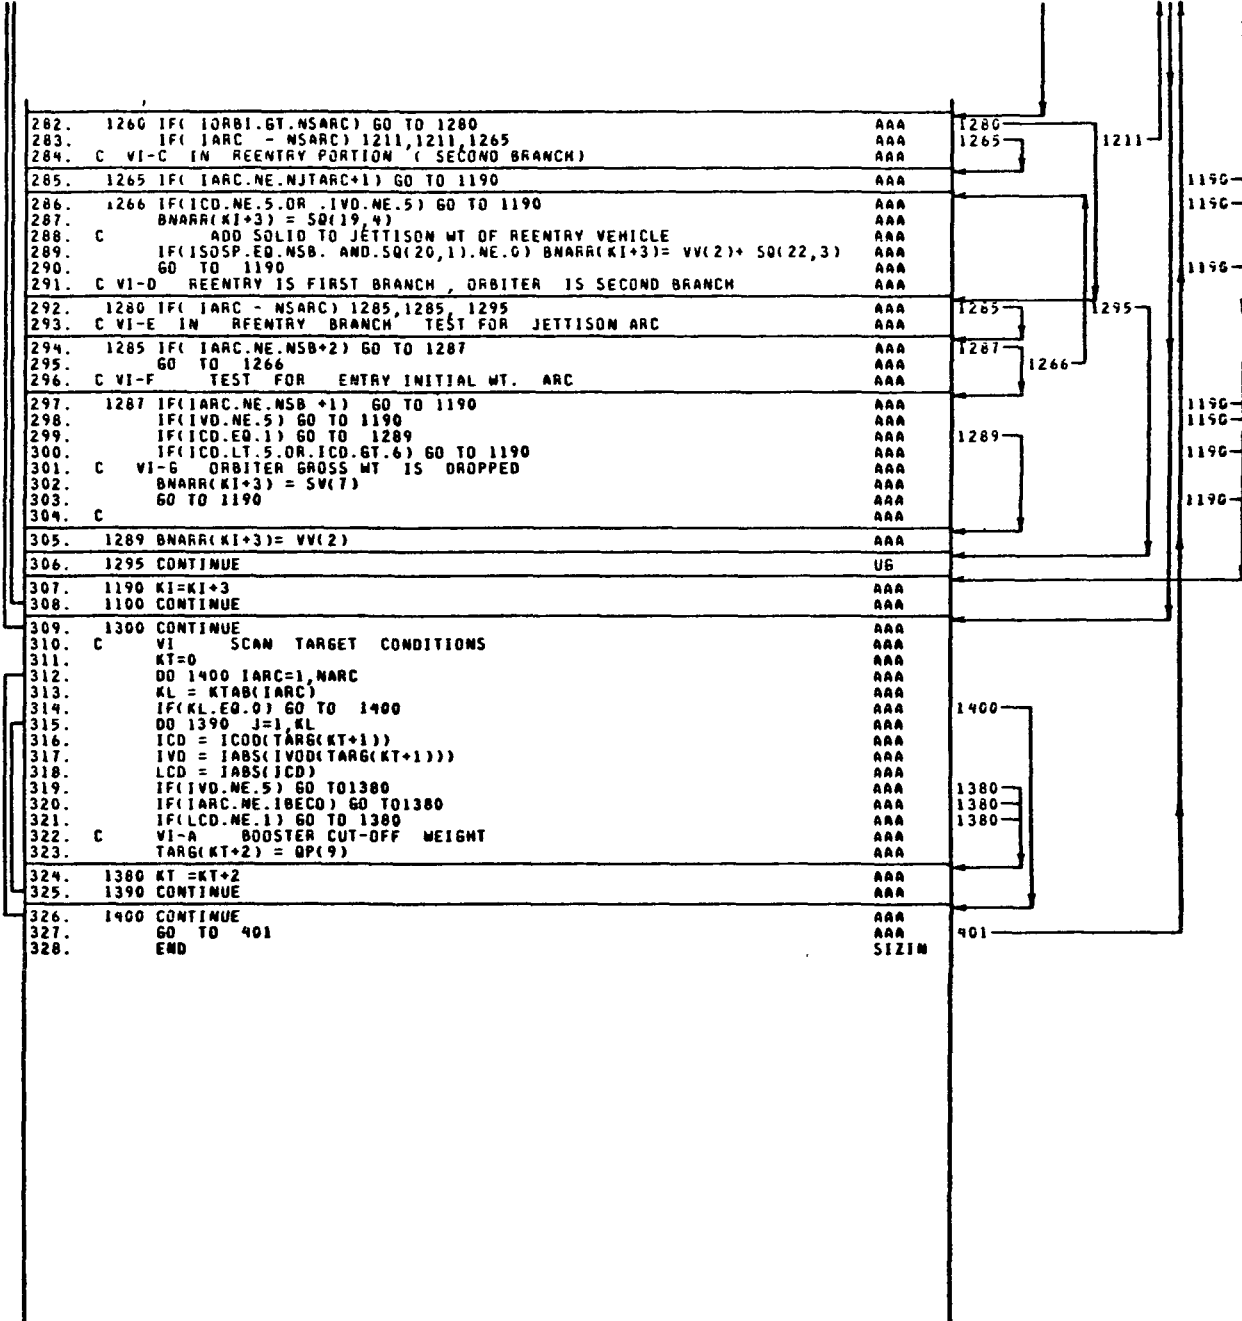 282. 1260 IF( IORBI.GT.NSARC) GO TO 1280 AAA 1280
283. IF( IARC - NSARC) 1211,1211,1265 AAA 1265 1211
284. C VI-C IN REENTRY PORTION ( SECOND BRANCH) AAA
285. 1265 IF( IARC.NE.NJTARC+1) GO TO 1190 AAA 1190
286. 1266 IF(ICD.NE.5.OR .IVD.NE.5) GO TO 1190 AAA 1190
287. BNARR(KI+3) = SQ(19,4) AAA
288. C ADD SOLID TO JETTISON WT OF REENTRY VEHICLE AAA
289. IF(ISOSP.EQ.NSB. AND.SQ(20,1).NE.0) BNARR(KI+3)= VV(2)+ SQ(22,3) AAA
290. GO TO 1190 AAA 1190
291. C VI-D REENTRY IS FIRST BRANCH , ORBITER IS SECOND BRANCH AAA
292. 1280 IF( IARC - NSARC) 1285,1285, 1295 AAA 1285 1295
293. C VI-E IN REENTRY BRANCH TEST FOR JETTISON ARC AAA
294. 1285 IF( IARC.NE.NSB+2) GO TO 1287 AAA 1287
295. GO TO 1266 AAA 1266
296. C VI-F TEST FOR ENTRY INITIAL WT. ARC AAA
297. 1287 IF(IARC.NE.NSB +1) GO TO 1190 AAA 1190
298. IF(IVD.NE.5) GO TO 1190 AAA 1190
299. IF(ICD.EQ.1) GO TO 1289 AAA 1289
300. IF(ICD.LT.5.OR.ICD.GT.6) GO TO 1190 AAA 1190
301. C VI-G ORBITER GROSS WT IS DROPPED AAA
302. BNARR(KI+3) = SV(7) AAA
303. GO TO 1190 AAA 1190
304. C AAA
305. 1289 BNARR(KI+3)= VV(2) AAA
306. 1295 CONTINUE UG
307. 1190 KI=KI+3 AAA
308. 1100 CONTINUE AAA
309. 1300 CONTINUE AAA
310. C VI SCAN TARGET CONDITIONS AAA
311. KT=0 AAA
312. DO 1400 IARC=1,NARC AAA
313. KL = KTAB(IARC) AAA
314. IF(KL.EQ.0) GO TO 1400 AAA 1400
315. DO 1390 J=1,KL AAA
316. ICD = ICOD(TARG(KT+1)) AAA
317. IVD = IABS(IVOD(TARG(KT+1))) AAA
318. LCD = IABS(ICD) AAA
319. IF(IVD.NE.5) GO TO1380 AAA 1380
320. IF(IARC.NE.IBECO) GO TO1380 AAA 1380
321. IF(LCD.NE.1) GO TO 1380 AAA 1380
322. C VI-A BOOSTER CUT-OFF WEIGHT AAA
323. TARG(KT+2) = QP(9) AAA
324. 1380 KT =KT+2 AAA
325. 1390 CONTINUE AAA
326. 1400 CONTINUE AAA
327. GO TO 401 AAA 401
328. END SIZIN